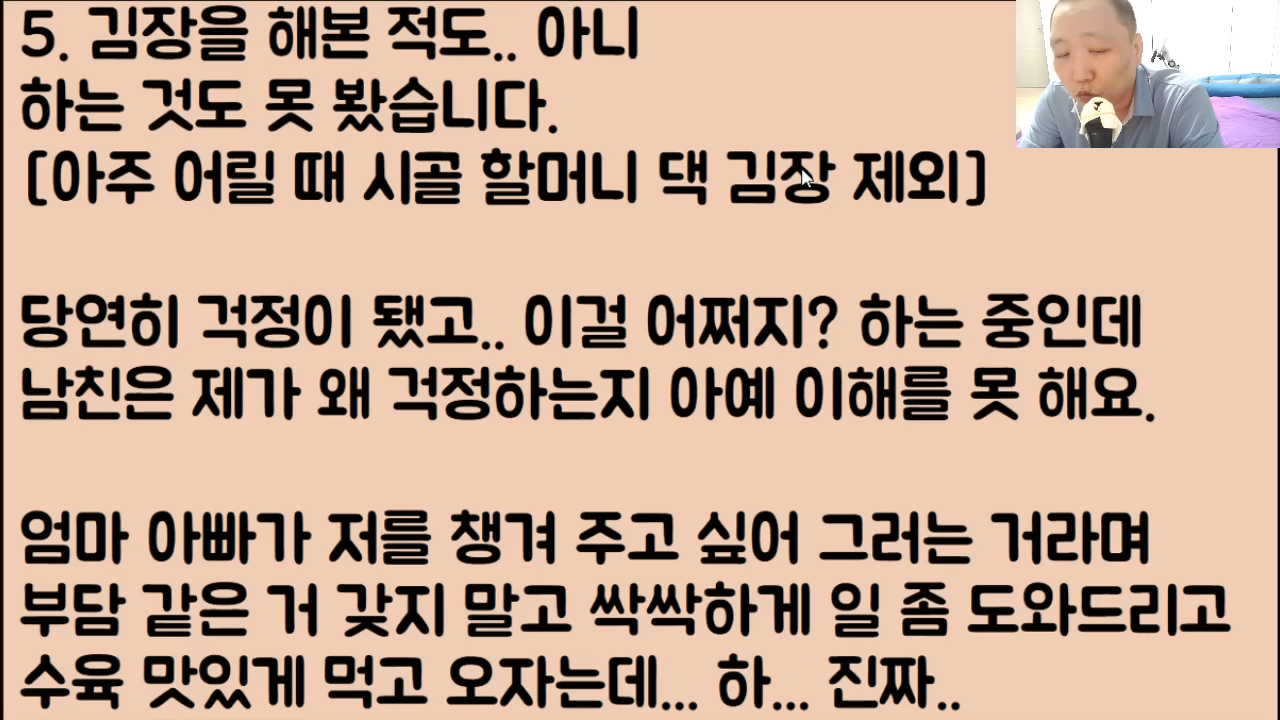 5. 김장을 해본 적도.. 아니
하는 것도 못 봤습니다.
[아주 어릴 때 시골 할머니 댁 김장 제외]
당연히 걱정이 됐고.. 이걸 어쩌지? 하는 중인데
남친은 제가 왜 걱정하는지 아예 이해를 못 해요.
엄마 아빠가 저를 챙겨 주고 싶어 그러는 거라며
부담 같은 거 갖지 말고 싹싹하게 일 좀 도와드리고
수육 맛있게 먹고 오자는데... 하... 진짜..